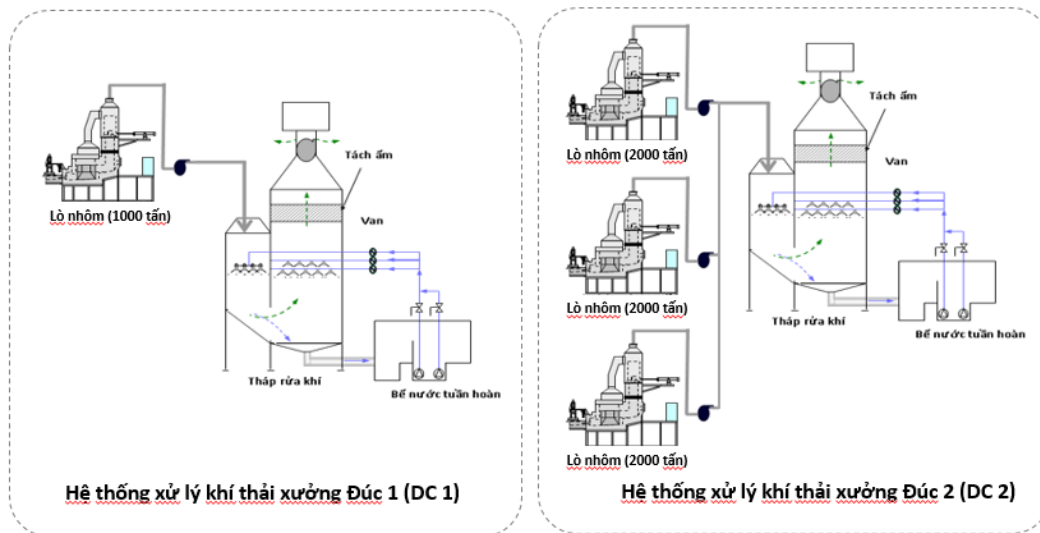 Lò nhôm (1000 tấn)
Tách ẩm
Van
Tháp rửa khí
Bể nước tuần hoàn
Hệ thống xử lý khí thải xưởng Đúc 1 (DC 1)
Lò nhôm (2000 tấn)
Lò nhôm (2000 tấn)
Lò nhôm (2000 tấn)
Tách ẩm
Van
Tháp rửa khí
Bể nước tuần hoàn
Hệ thống xử lý khí thải xưởng Đúc 2 (DC 2)